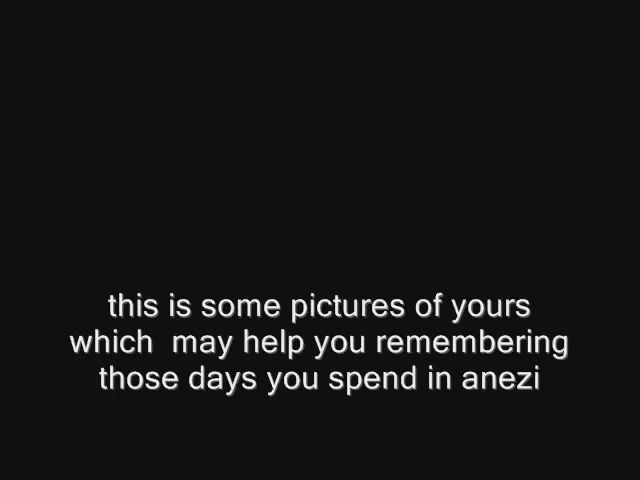 this is some pictures of yours
which  may help you remembering
those days you spend in anezi